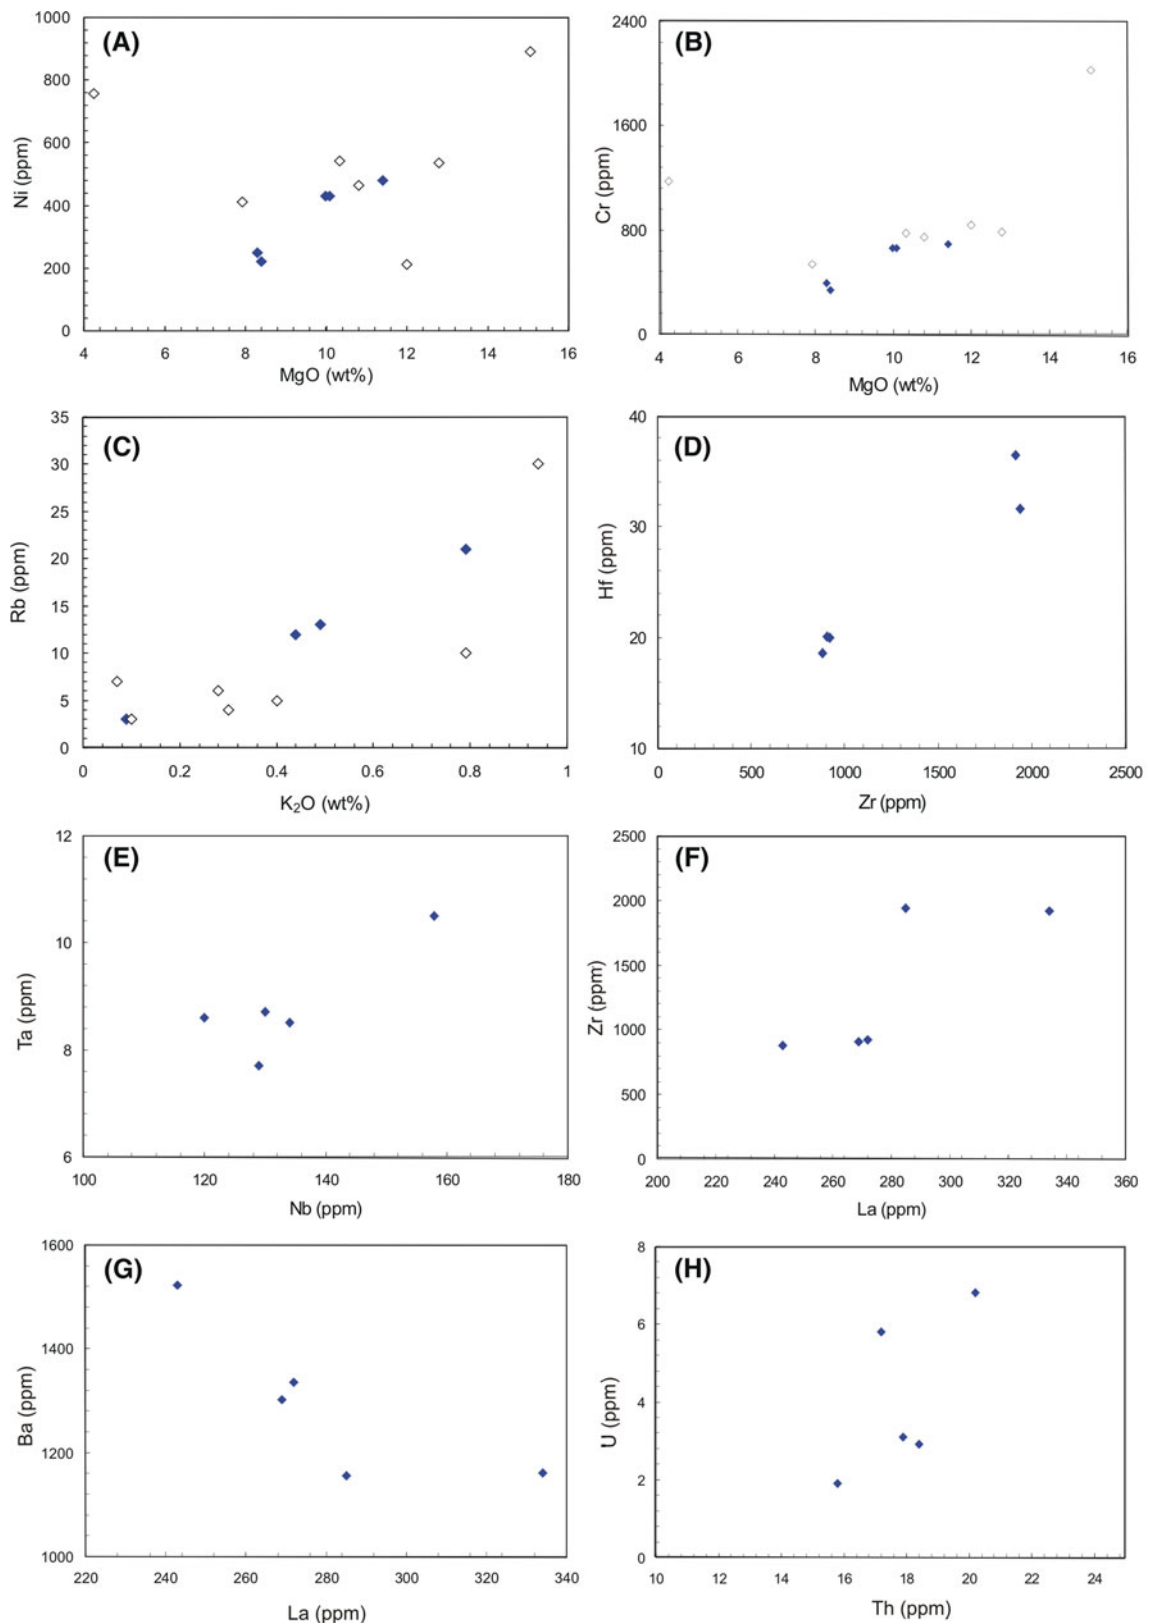 (A)
1000
800
600
400
200
0
Ni (ppm)
4 6 8 10 12 14 16
MgO (wt%)
(B)
2400
1600
800
0
Cr (ppm)
4 6 8 10 12 14 16
MgO (wt%)
(C)
35
30
25
20
15
10
5
0
Rb (ppm)
0 0.2 0.4 0.6 0.8 1
K₂O (wt%)
(D)
40
30
20
10
Hf (ppm)
0 500 1000 1500 2000 2500
Zr (ppm)
(E)
12
10
8
6
Ta (ppm)
100 120 140 160 180
Nb (ppm)
(F)
2500
2000
1500
1000
500
0
Zr (ppm)
200 220 240 260 280 300 320 340 360
La (ppm)
(G)
1600
1400
1200
1000
Ba (ppm)
220 240 260 280 300 320 340
La (ppm)
(H)
8
6
4
2
0
U (ppm)
10 12 14 16 18 20 22 24
Th (ppm)